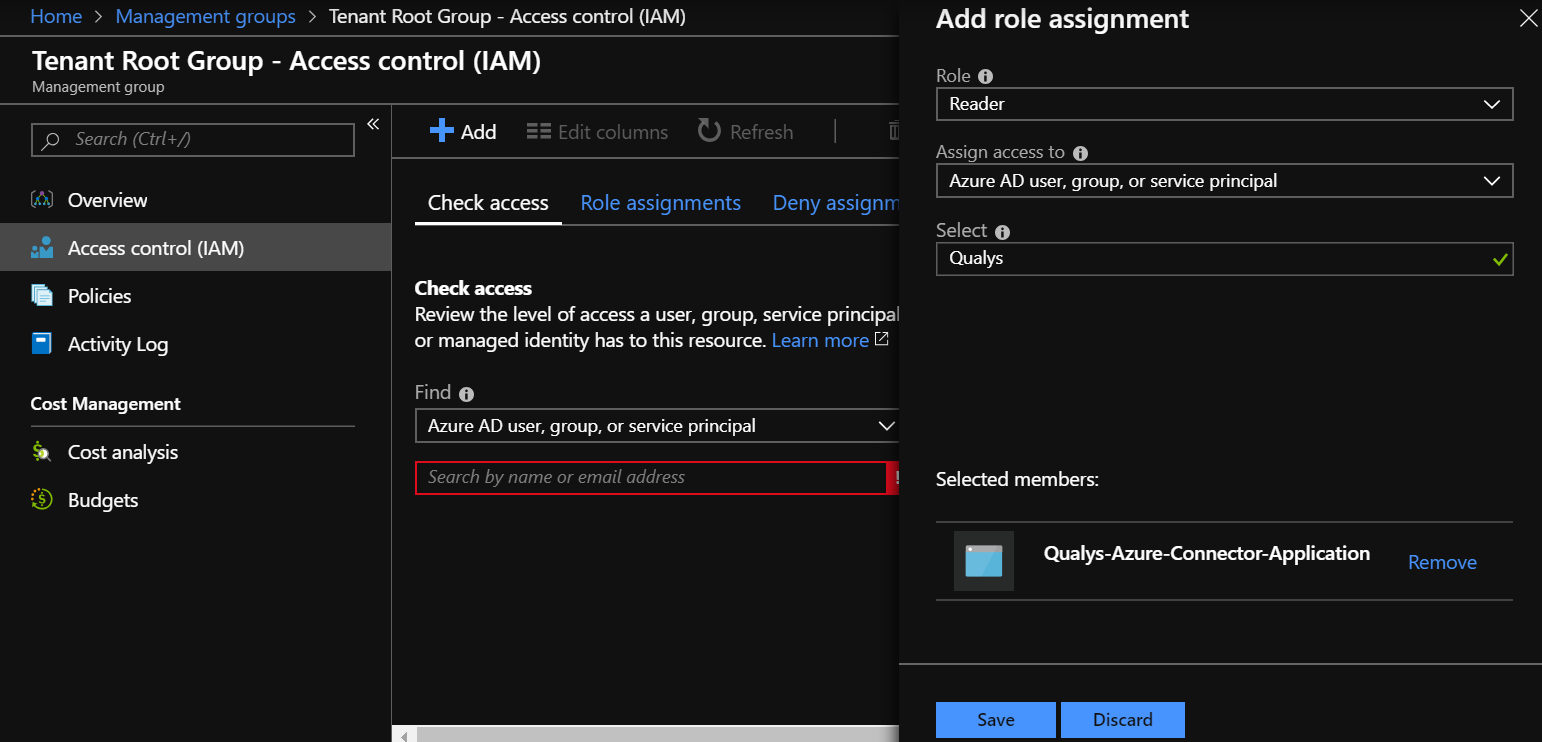 Home > Management groups > Tenant Root Group - Access control (IAM)
Tenant Root Group - Access control (IAM)
Management group
Search (Ctrl+/)
«
Overview
Access control (IAM)
Policies
Activity Log
Cost Management
Cost analysis
Budgets
Add
Edit columns
Refresh
Check access
Role assignments
Deny assignm
Check access
Review the level of access a user, group, service principal
or managed identity has to this resource. Learn more
Find
Azure AD user, group, or service principal
Search by name or email address
Add role assignment
Role
Reader
Assign access to
Azure AD user, group, or service principal
Select
Qualys
Selected members:
Qualys-Azure-Connector-Application
Remove
Save
Discard